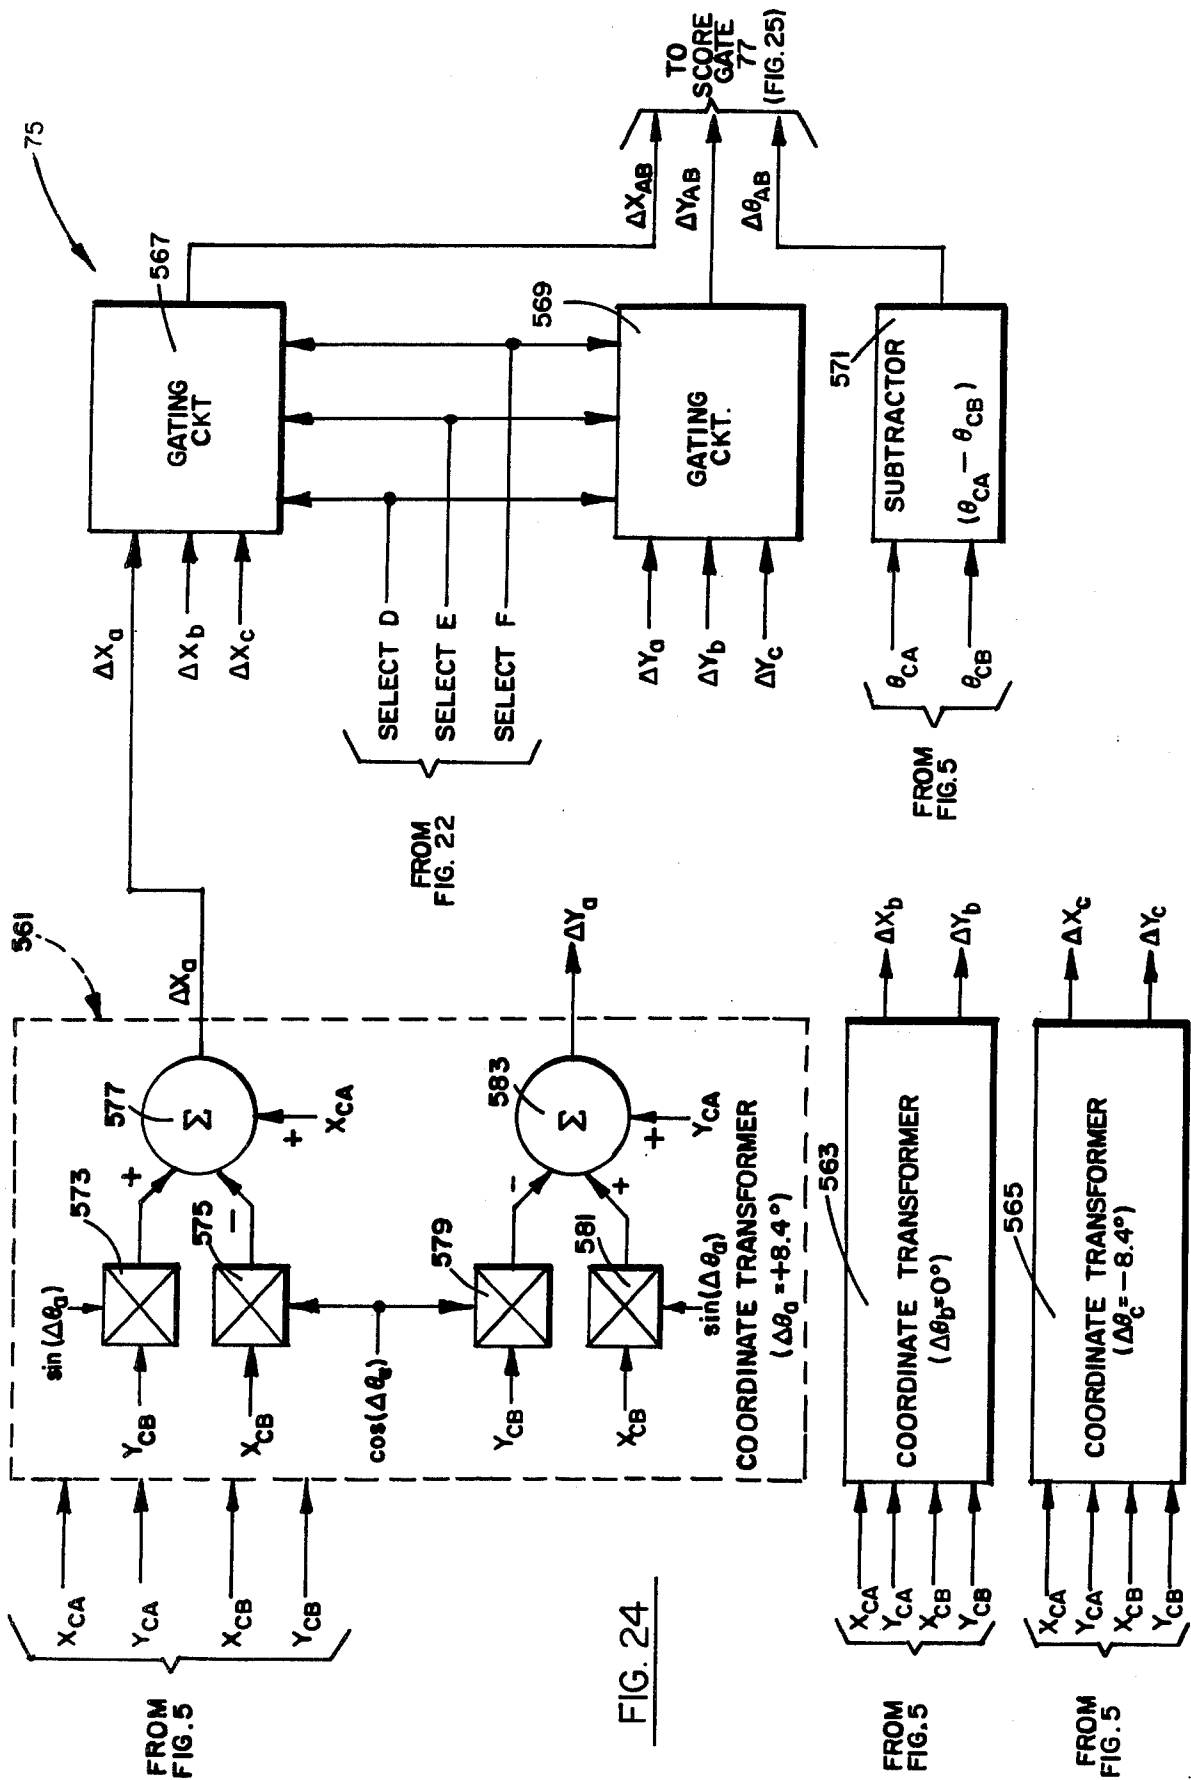 75
FROM
FIG. 5
X_CA
Y_CA
X_CB
Y_CB
561
sin(Δθ_a)
573
Y_CB
+
577
Σ
ΔX_a
575
X_CB
−
+
X_CA
cos(Δθ_a)
579
Y_CB
-
583
Σ
ΔY_a
581
X_CB
+
+
Y_CA
sin(Δθ_a)
COORDINATE TRANSFORMER
(Δθ_a=+8.4°)
ΔX_a
ΔX_b
ΔX_c
567
GATING
CKT
FROM
FIG. 22
SELECT D
SELECT E
SELECT F
569
ΔY_a
ΔY_b
ΔY_c
GATING
CKT.
ΔX_AB
ΔY_AB
Δθ_AB
TO
SCORE
GATE
77
(FIG. 25)
571
FROM
FIG. 5
θ_CA
θ_CB
SUBTRACTOR
(θ_CA − θ_CB)
FROM
FIG. 5
X_CA
Y_CA
X_CB
Y_CB
563
COORDINATE TRANSFORMER
(Δθ_b=0°)
ΔX_b
ΔY_b
FROM
FIG. 5
X_CA
Y_CA
X_CB
Y_CB
565
COORDINATE TRANSFORMER
(Δθ_c=−8.4°)
ΔX_c
ΔY_c
FIG. 24